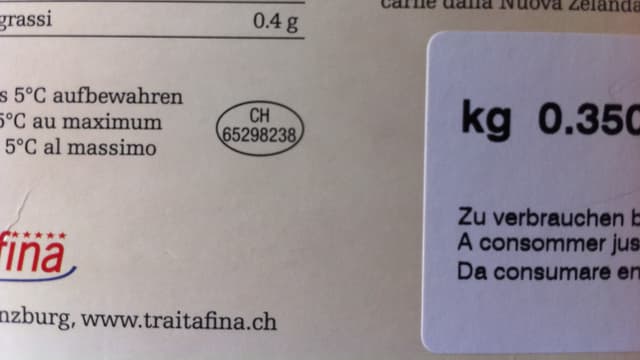 grassi 0.4 g
carne dalla Nuova Zelanda
s 5°C aufbewahren
5°C au maximum
5°C al massimo
CH
65298238
kg 0.350
Zu verbrauchen b
A consommer jus
Da consumare en
fina
nzburg, www.traitafina.ch